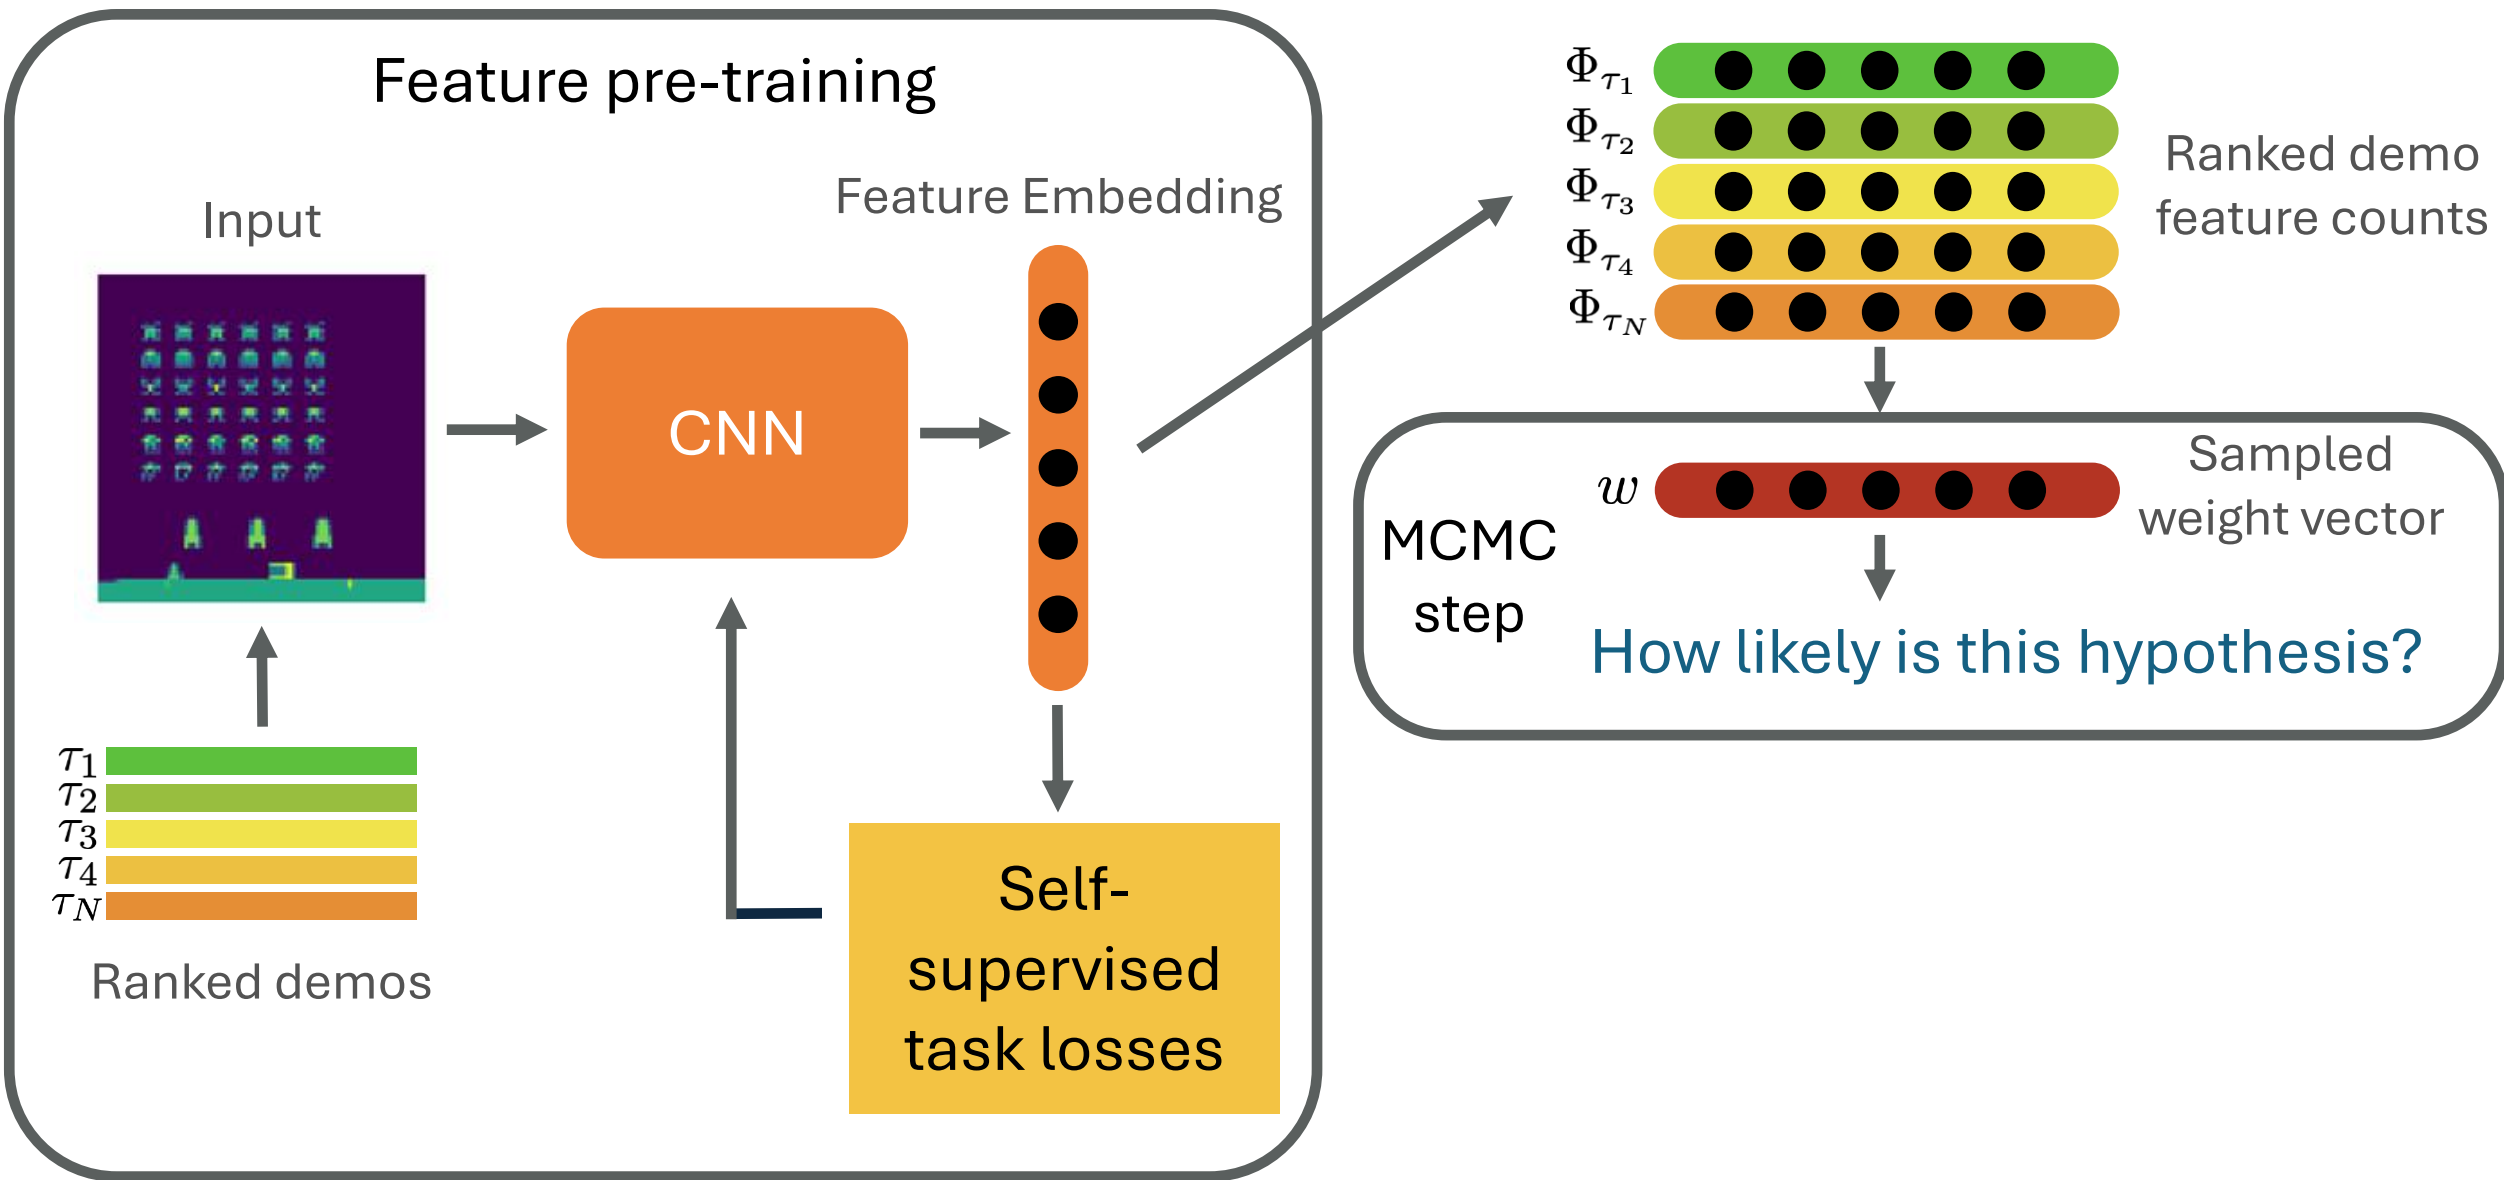 Feature pre-training
Input
Feature Embedding
CNN
τ1
τ2
τ3
τ4
τN
Ranked demos
Self-
supervised
task losses
Φτ1
Φτ2
Φτ3
Φτ4
ΦτN
Ranked demo
feature counts
MCMC
step
w
Sampled
weight vector
How likely is this hypothesis?